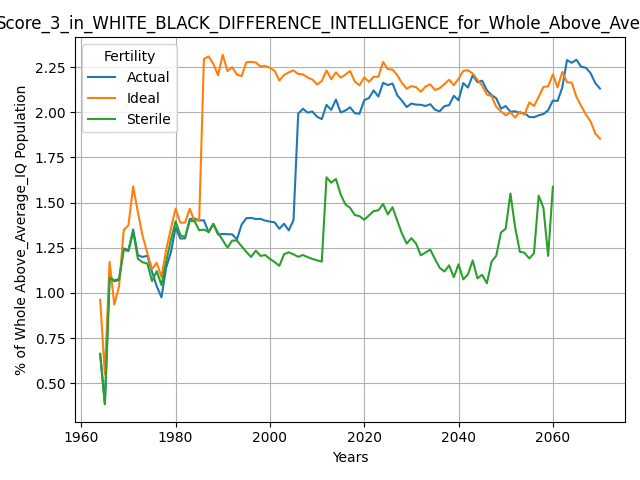 Score_3_in_WHITE_BLACK_DIFFERENCE_INTELLIGENCE_for_Whole_Above_Ave
Fertility
Actual
Ideal
Sterile
% of Whole Above_Average_IQ Population
2.25
2.00
1.75
1.50
1.25
1.00
0.75
0.50
1960 1980 2000 2020 2040 2060
Years